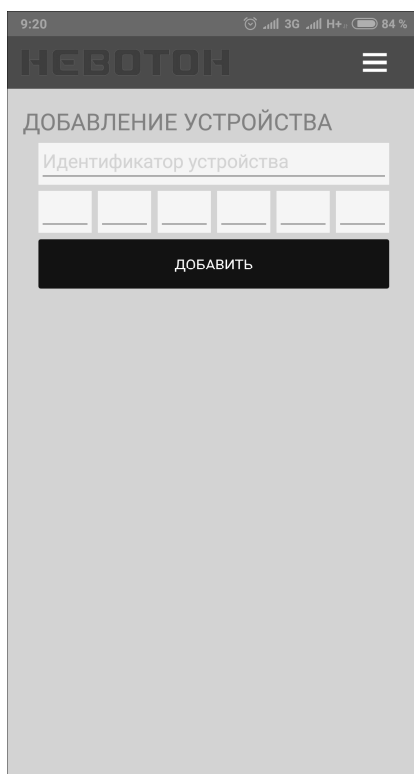 9:20 3G H+ 84 %
НЕВОТОН
ДОБАВЛЕНИЕ УСТРОЙСТВА
Идентификатор устройства
ДОБАВИТЬ